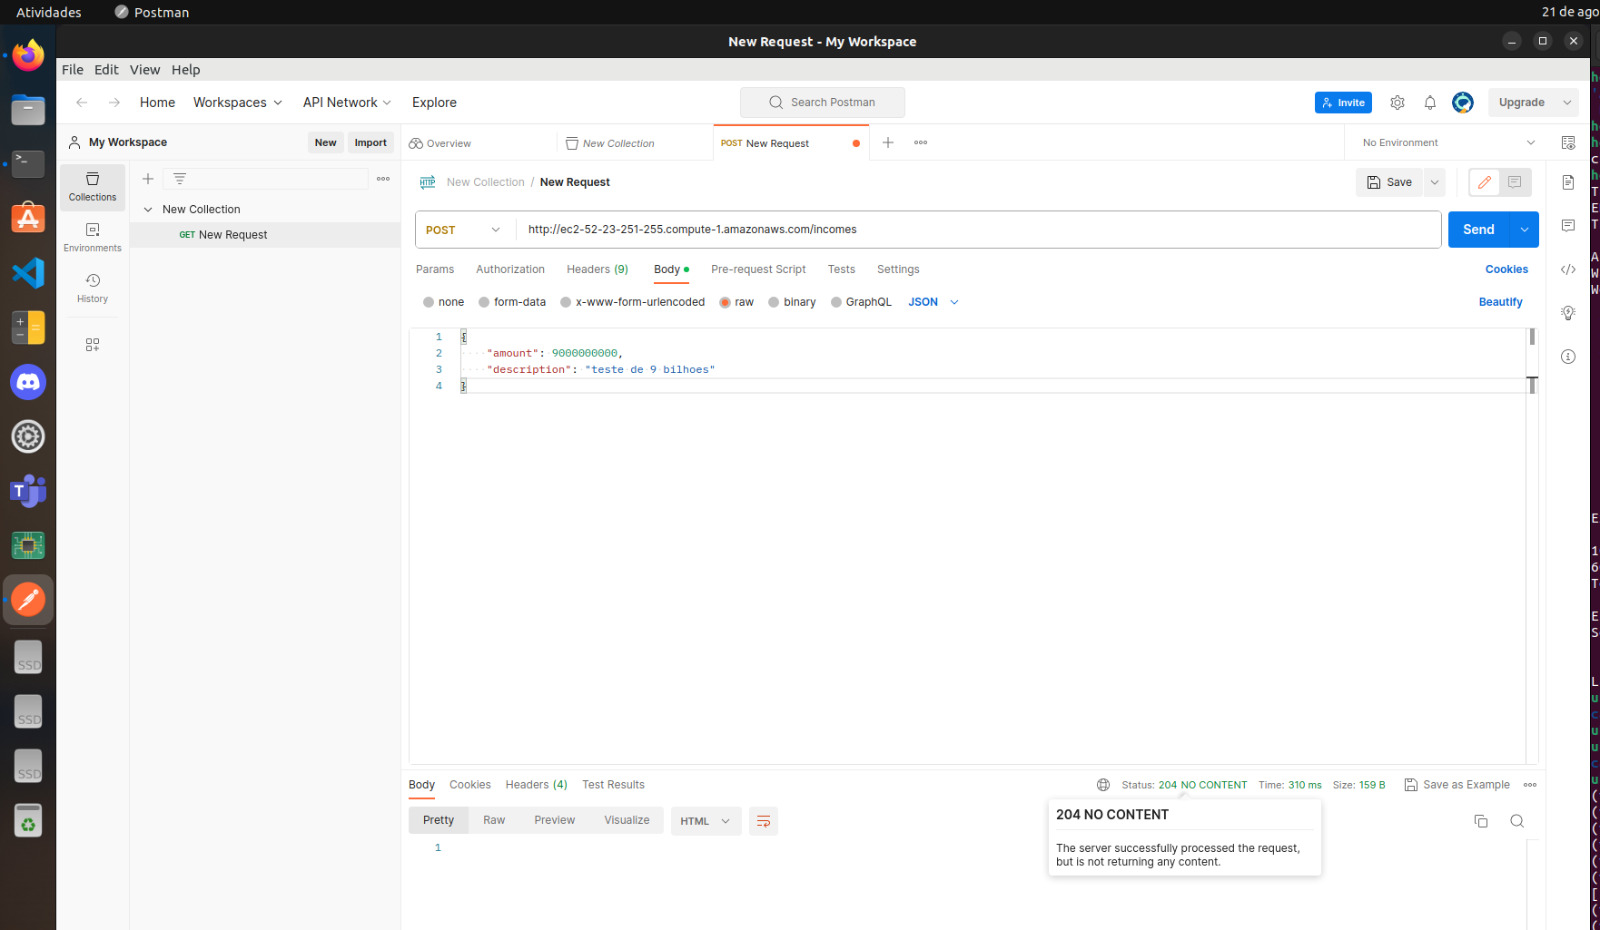 Atividades Postman 21 de ago
New Request - My Workspace
File Edit View Help
Home Workspaces API Network Explore Search Postman Invite Upgrade
My Workspace New Import Overview New Collection POST New Request No Environment
Collections
New Collection / New Request Save
New Collection
GET New Request
POST http://ec2-52-23-251-255.compute-1.amazonaws.com/incomes Send
Environments
History
Params Authorization Headers (9) Body Pre-request Script Tests Settings Cookies
none form-data x-www-form-urlencoded raw binary GraphQL JSON Beautify
1 {
2 "amount": 9000000000,
3 "description": "teste de 9 bilhoes"
4 }
SSD
SSD
SSD
Body Cookies Headers (4) Test Results Status: 204 NO CONTENT Time: 310 ms Size: 159 B Save as Example
Pretty Raw Preview Visualize HTML
1
204 NO CONTENT
The server successfully processed the request,
but is not returning any content.